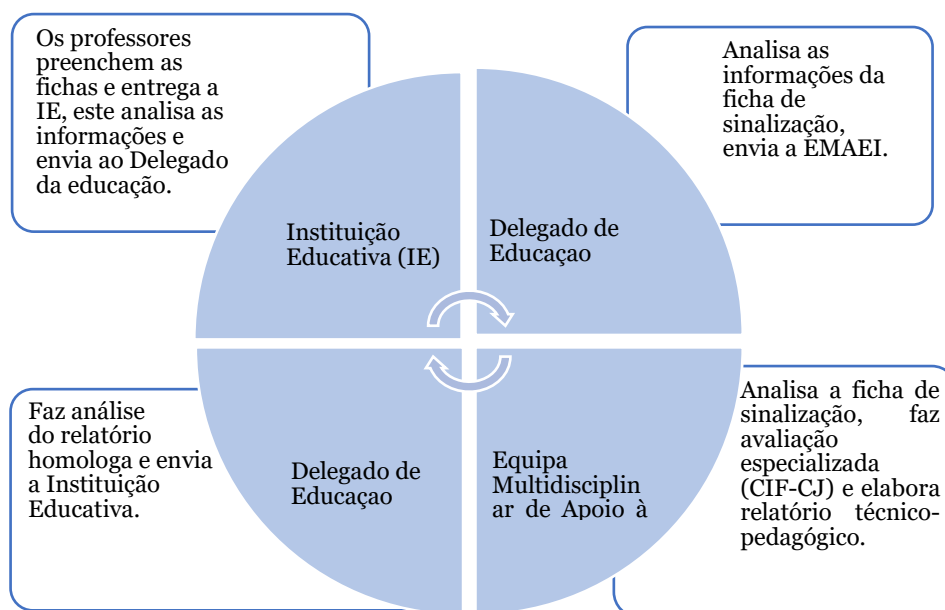 Os professores
preenchem as
fichas e entrega a
IE, este analisa as
informações e
envia ao Delegado
da educação.
Analisa as
informações da
ficha de
sinalização,
envia a EMAEI.
Instituição
Educativa (IE)
Delegado de
Educaçao
Faz análise
do relatório
homologa e envia
a Instituição
Educativa.
Delegado de
Educaçao
Equipa
Multidisciplin
ar de Apoio à
Analisa a ficha de
sinalização, faz
avaliação
especializada
(CIF-CJ) e elabora
relatório técnico-
pedagógico.